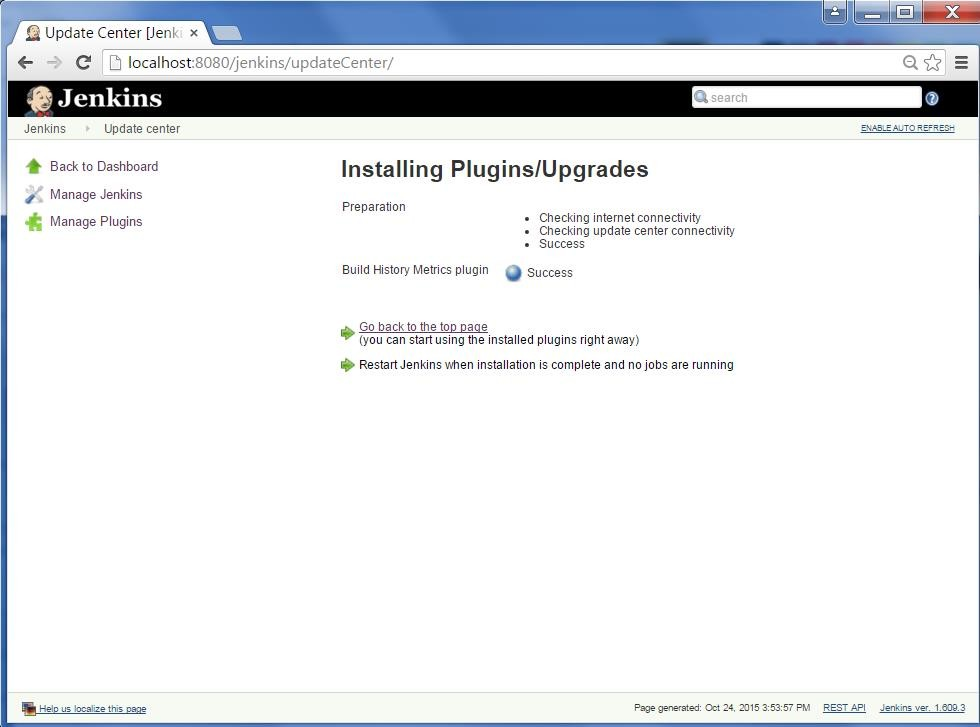 Update Center [Jenki
localhost:8080/jenkins/updateCenter/
Jenkins
search
Jenkins Update center
ENABLE AUTO REFRESH
Back to Dashboard
Manage Jenkins
Manage Plugins
Installing Plugins/Upgrades
Preparation
Checking internet connectivity
Checking update center connectivity
Success
Build History Metrics plugin
Success
Go back to the top page
(you can start using the installed plugins right away)
Restart Jenkins when installation is complete and no jobs are running
Help us localize this page
Page generated: Oct 24, 2015 3:53:57 PM
REST API
Jenkins ver. 1.609.3